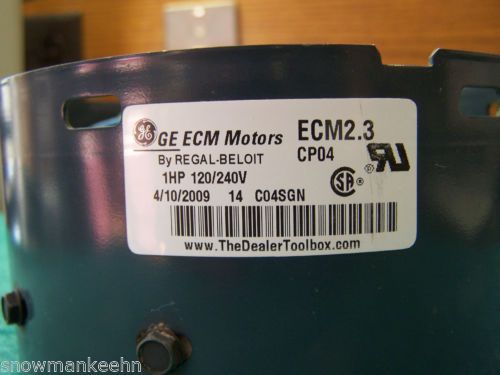 GE ECM Motors
ECM2.3
By REGAL-BELOIT
CP04
1HP 120/240V
4/10/2009 14 C04SGN
www.TheDealerToolbox.com
snowmankeehn